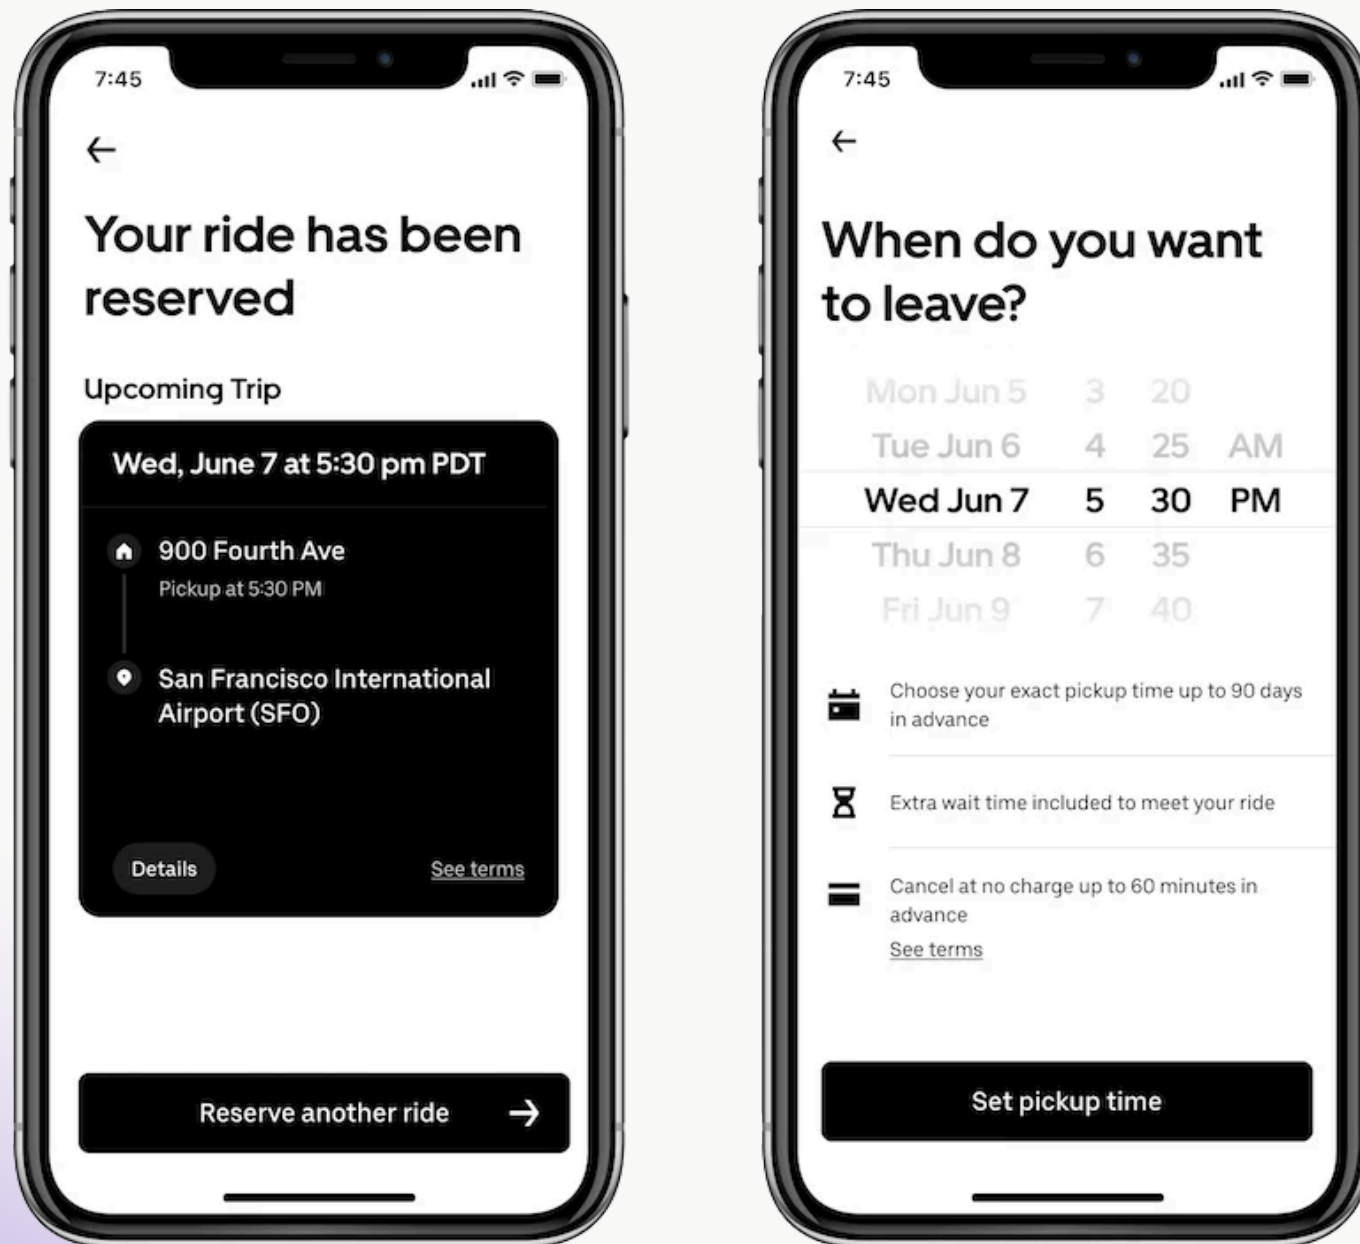 7:45
Your ride has been
reserved
Upcoming Trip
Wed, June 7 at 5:30 pm PDT
900 Fourth Ave
Pickup at 5:30 PM
San Francisco International
Airport (SFO)
Details
See terms
Reserve another ride
7:45
When do you want
to leave?
Mon Jun 5 3 20
Tue Jun 6 4 25 AM
Wed Jun 7 5 30 PM
Thu Jun 8 6 35
Fri Jun 9 7 40
Choose your exact pickup time up to 90 days
in advance
Extra wait time included to meet your ride
Cancel at no charge up to 60 minutes in
advance
See terms
Set pickup time